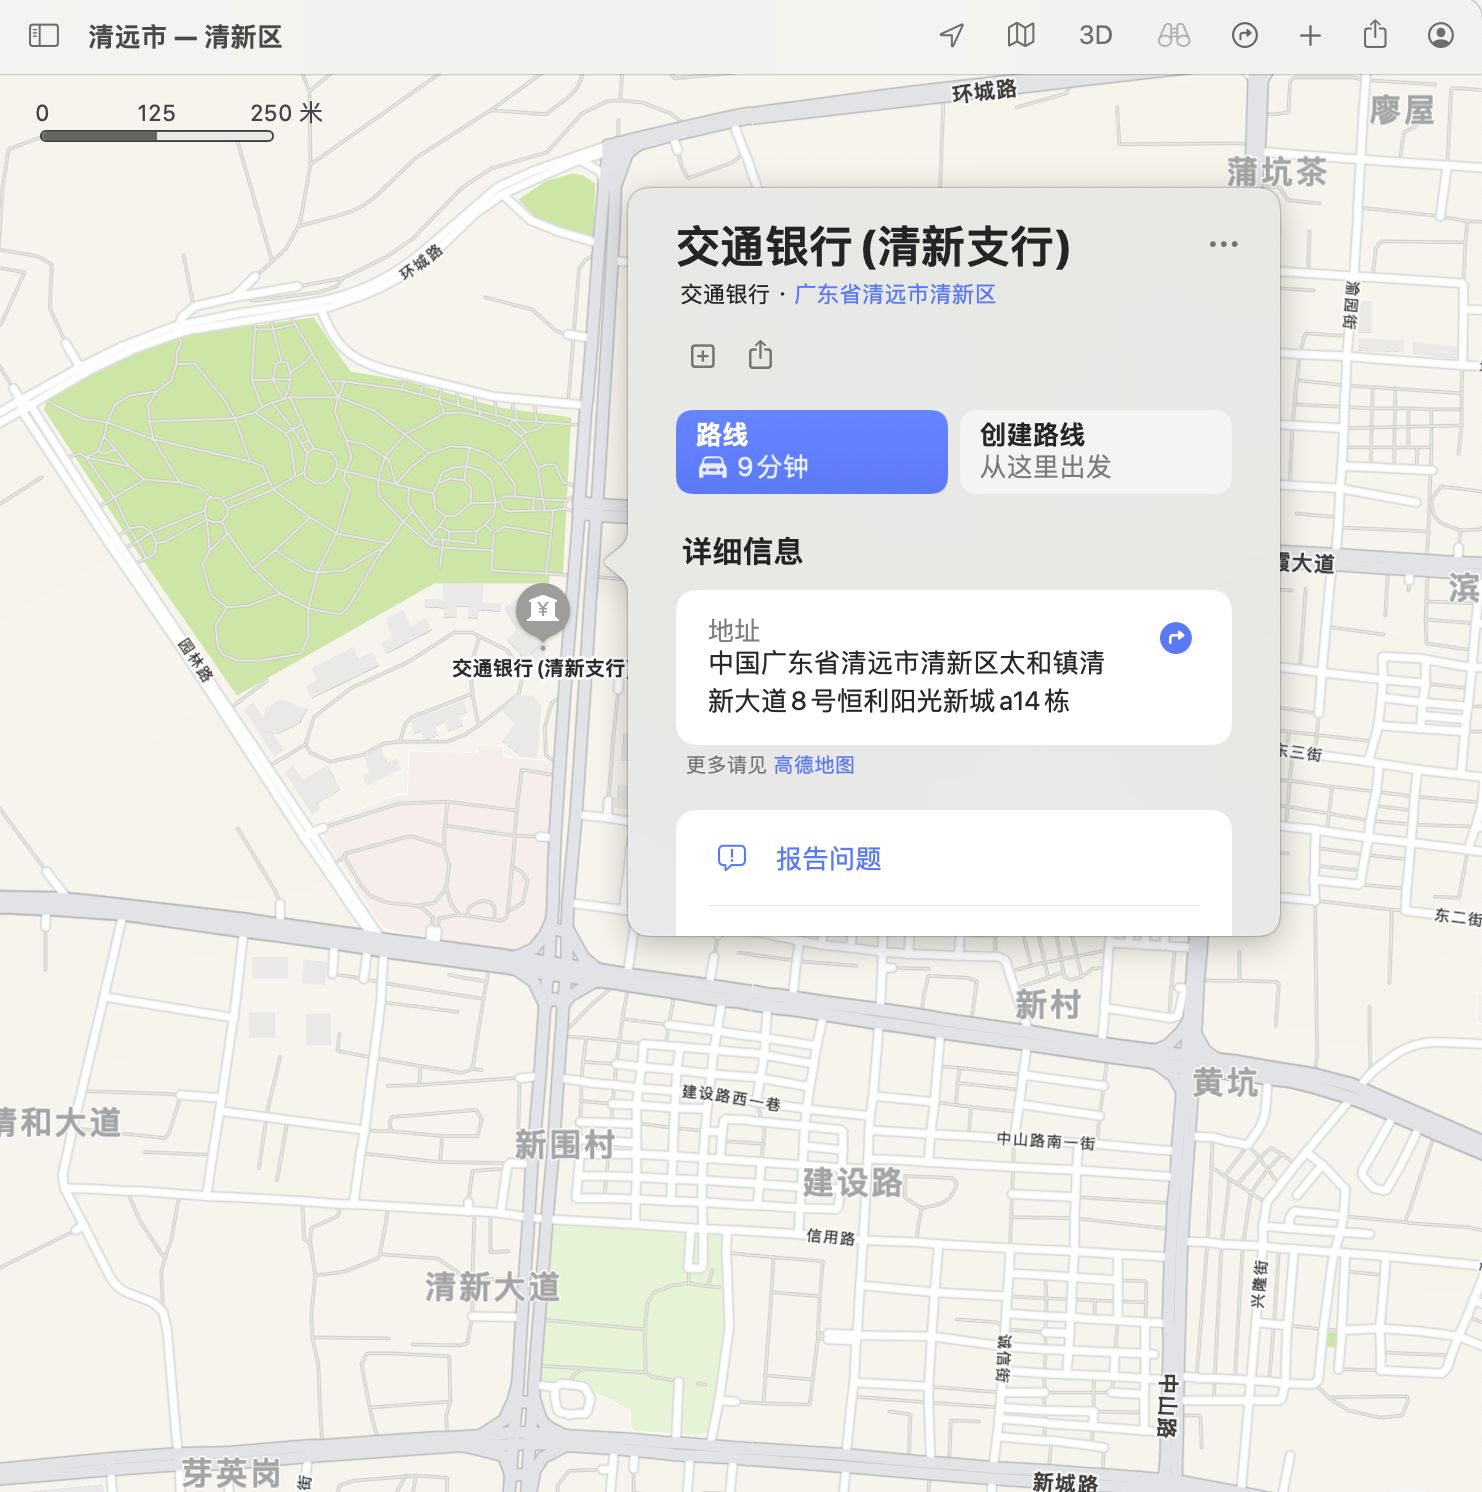 清远市 — 清新区
3D
0 125 250 米
环城路
廖屋
蒲坑茶
环城路
渝园街
交通银行 (清新支行)
交通银行 · 广东省清远市清新区
路线
9分钟
创建路线
从这里出发
详细信息
地址
中国广东省清远市清新区太和镇清
新大道8号恒利阳光新城a14栋
更多请见 高德地图
报告问题
霞大道
滨
园林路
交通银行 (清新支行)
东三街
东二街
新村
黄坑
清和大道
建设路西一巷
新围村
中山路南一街
建设路
信用路
清新大道
兴隆街
诚信街
中山路
芽英岗
街
新城路